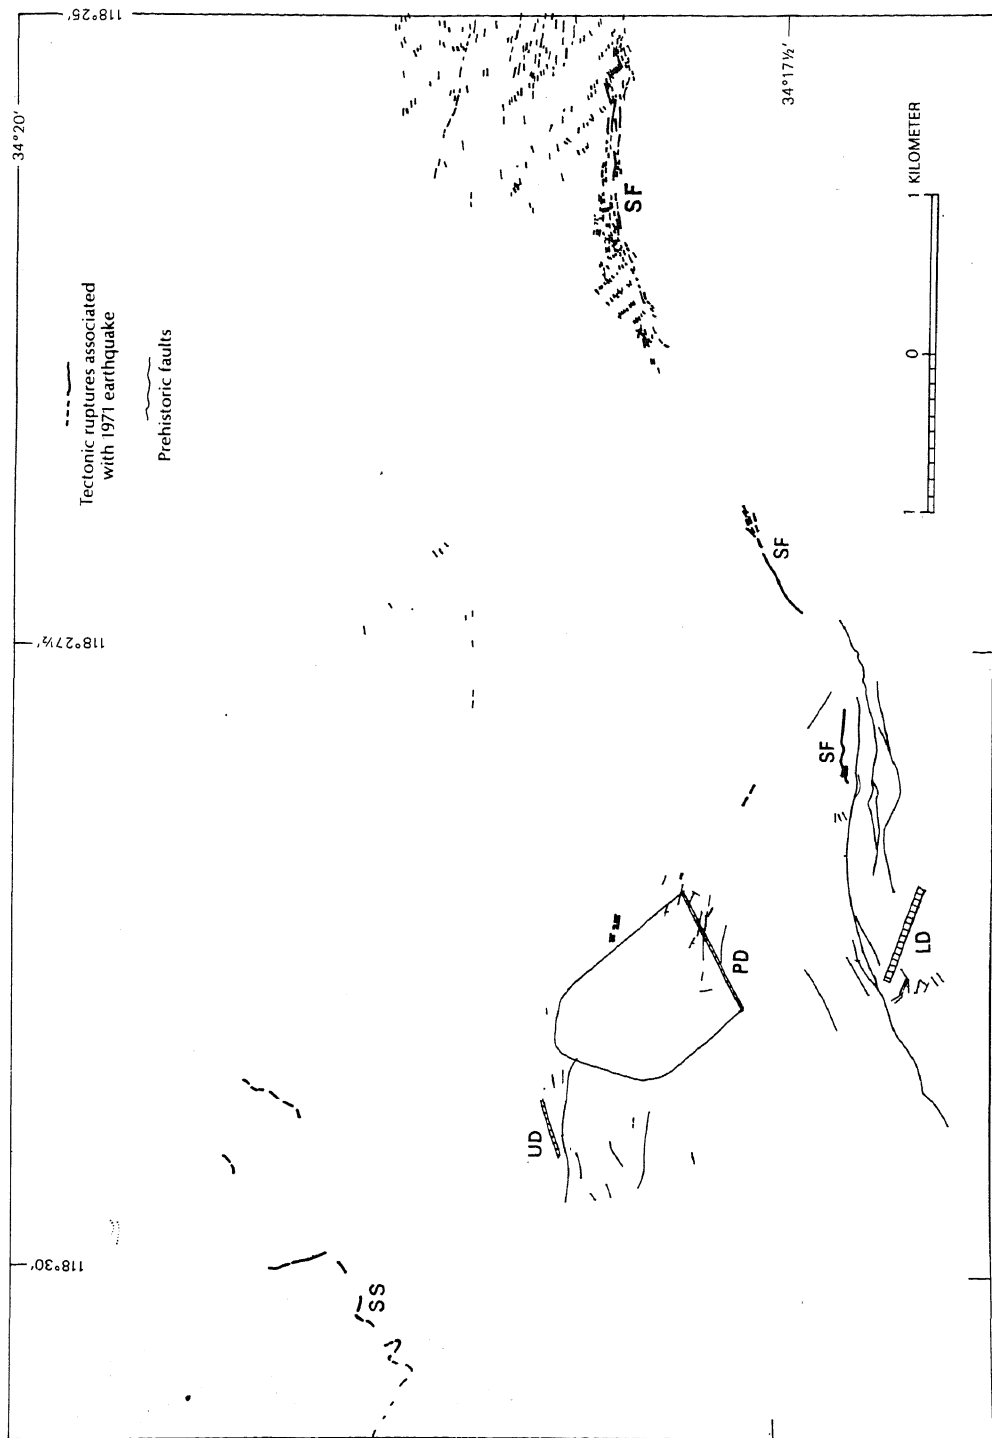 34°20'
118°25'
118°27½'
118°30'
34°17½'
Tectonic ruptures associated
with 1971 earthquake
Prehistoric faults
SF
SF
SF
SS
UD
PD
LD
1
0
1 KILOMETER